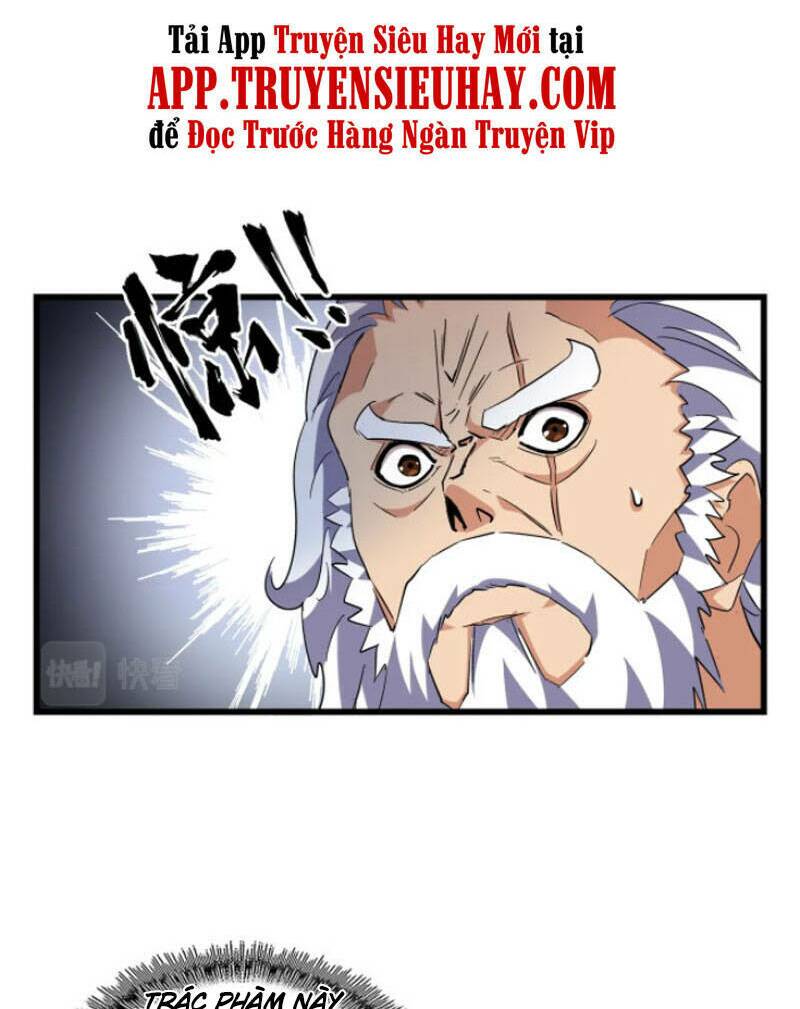 Tải App Truyện Siêu Hay Mới tại
APP.TRUYENSIEUHAY.COM
để Đọc Trước Hàng Ngàn Truyện Vip
惊!!
快看! 快看
TRÁC PHÀM NÀY